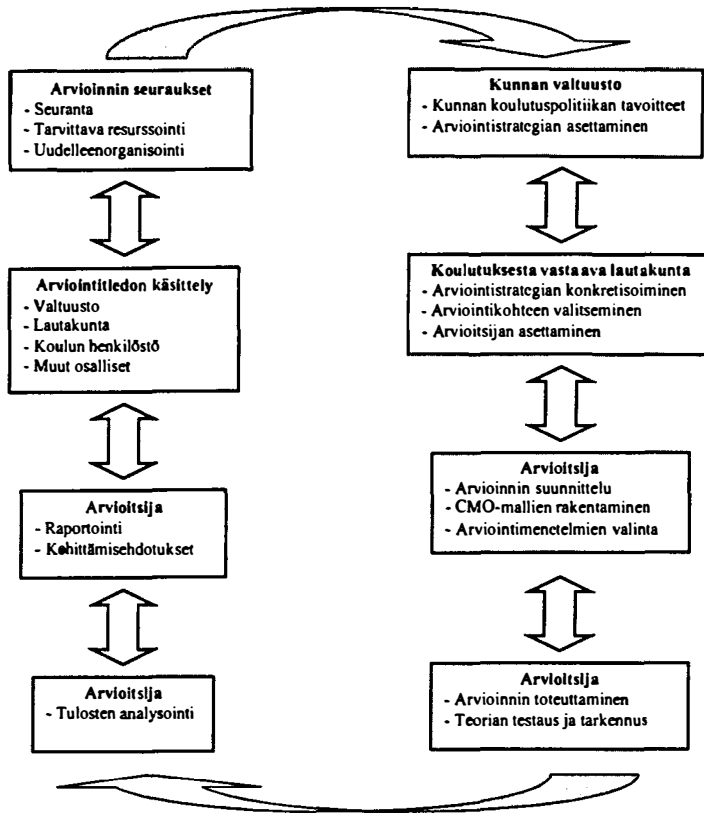 Arvioinnin seuraukset
- Seuranta
- Tarvittava resurssointi
- Uudelleenorganisointi
Arviointitiedon käsittely
- Valtuusto
- Lautakunta
- Koulun henkilöstö
- Muut osalliset
Arvioitsija
- Raportointi
- Kehittämisehdotukset
Arvioitsija
- Tulosten analysointi
Kunnan valtuusto
- Kunnan koulutuspolitiikan tavoitteet
- Arviointistrategian asettaminen
Koulutuksesta vastaava lautakunta
- Arviointistrategian konkretisoiminen
- Arviointikohteen valitseminen
- Arvioitsijan asettaminen
Arvioitsija
- Arvioinnin suunnittelu
- CMO-mallien rakentaminen
- Arviointimenetelmien valinta
Arvioitsija
- Arvioinnin toteuttaminen
- Teorian testaus ja tarkennus